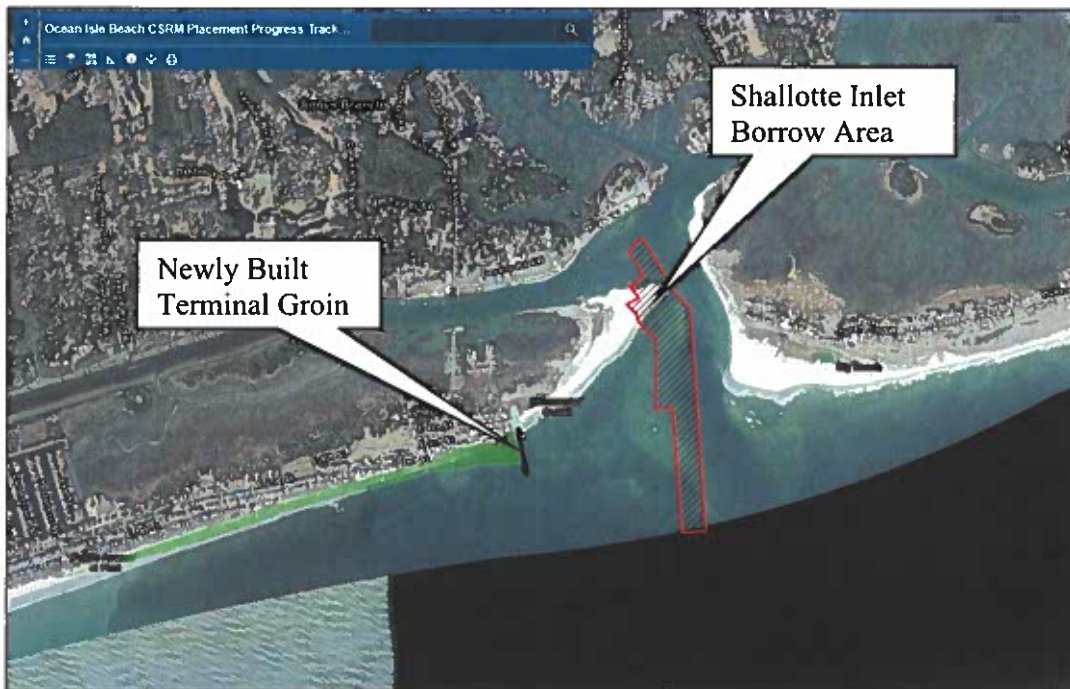 Ocean Isle Beach CSRM Placement Progress Track...
Shallotte Inlet
Borrow Area
Newly Built
Terminal Groin